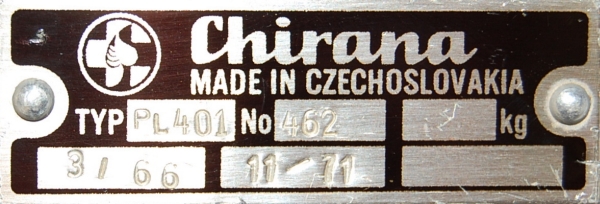 Chirana
MADE IN CZECHOSLOVAKIA
TYP PL401 No 462 kg
3/66 11-71